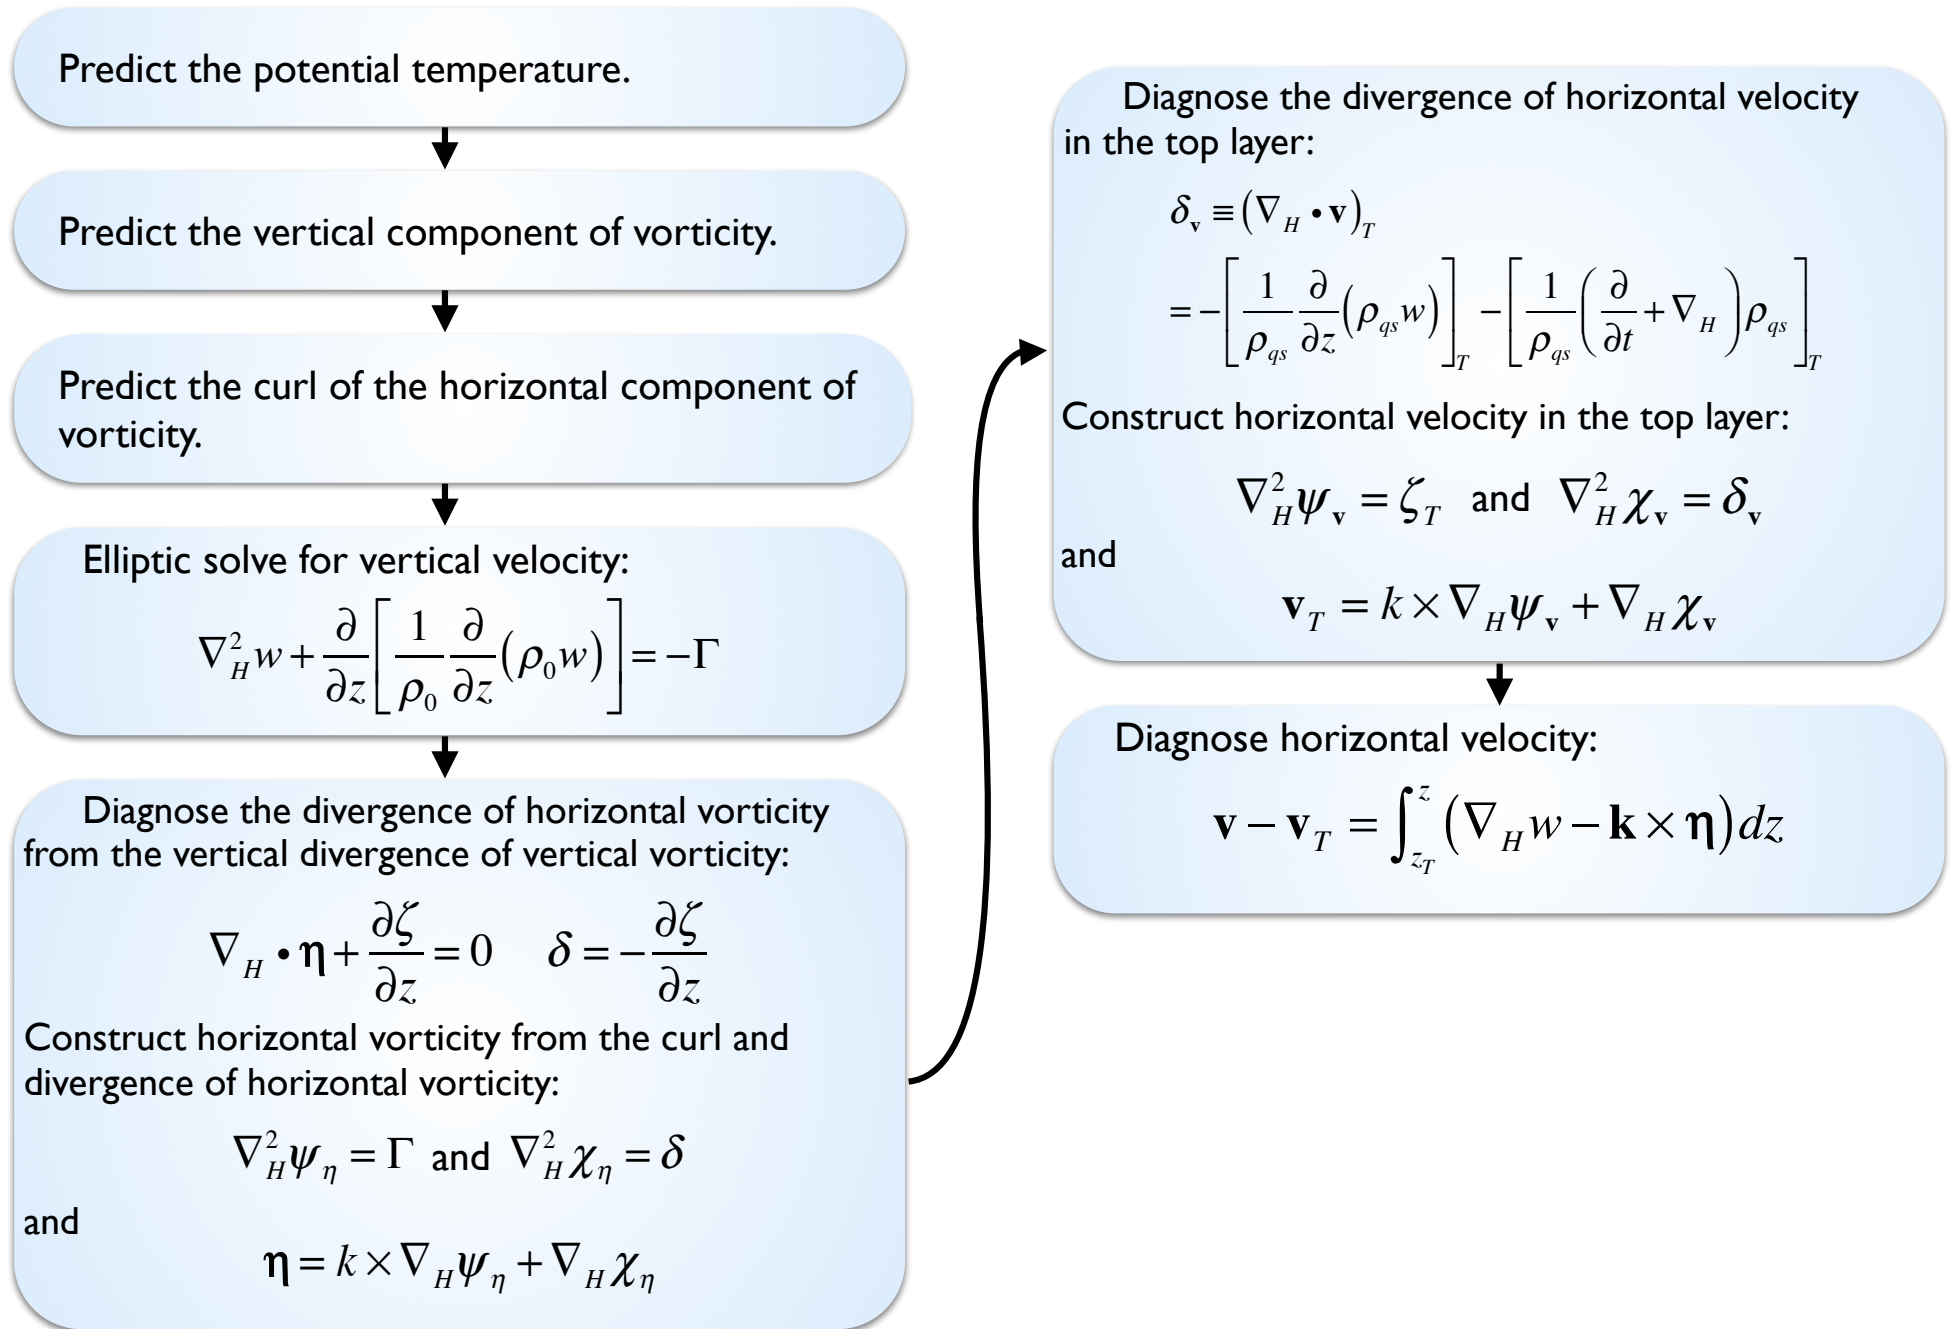 Predict the potential temperature.
Predict the vertical component of vorticity.
Predict the curl of the horizontal component of
vorticity.
Elliptic solve for vertical velocity:
∇²_H w + ∂/∂z [ 1/ρ₀ ∂/∂z (ρ₀w) ] = −Γ
Diagnose the divergence of horizontal vorticity
from the vertical divergence of vertical vorticity:
∇_H • η + ∂ζ/∂z = 0   δ = −∂ζ/∂z
Construct horizontal vorticity from the curl and
divergence of horizontal vorticity:
∇²_H ψ_η = Γ and ∇²_H χ_η = δ
and
η = k × ∇_H ψ_η + ∇_H χ_η
Diagnose the divergence of horizontal velocity
in the top layer:
δ_v ≡ (∇_H • v)_T
= −[ 1/ρ_qs ∂/∂z (ρ_qs w) ]_T − [ 1/ρ_qs ( ∂/∂t + ∇_H ) ρ_qs ]_T
Construct horizontal velocity in the top layer:
∇²_H ψ_v = ζ_T and ∇²_H χ_v = δ_v
and
v_T = k × ∇_H ψ_v + ∇_H χ_v
Diagnose horizontal velocity:
v − v_T = ∫_{z_T}^{z} (∇_H w − k × η) dz